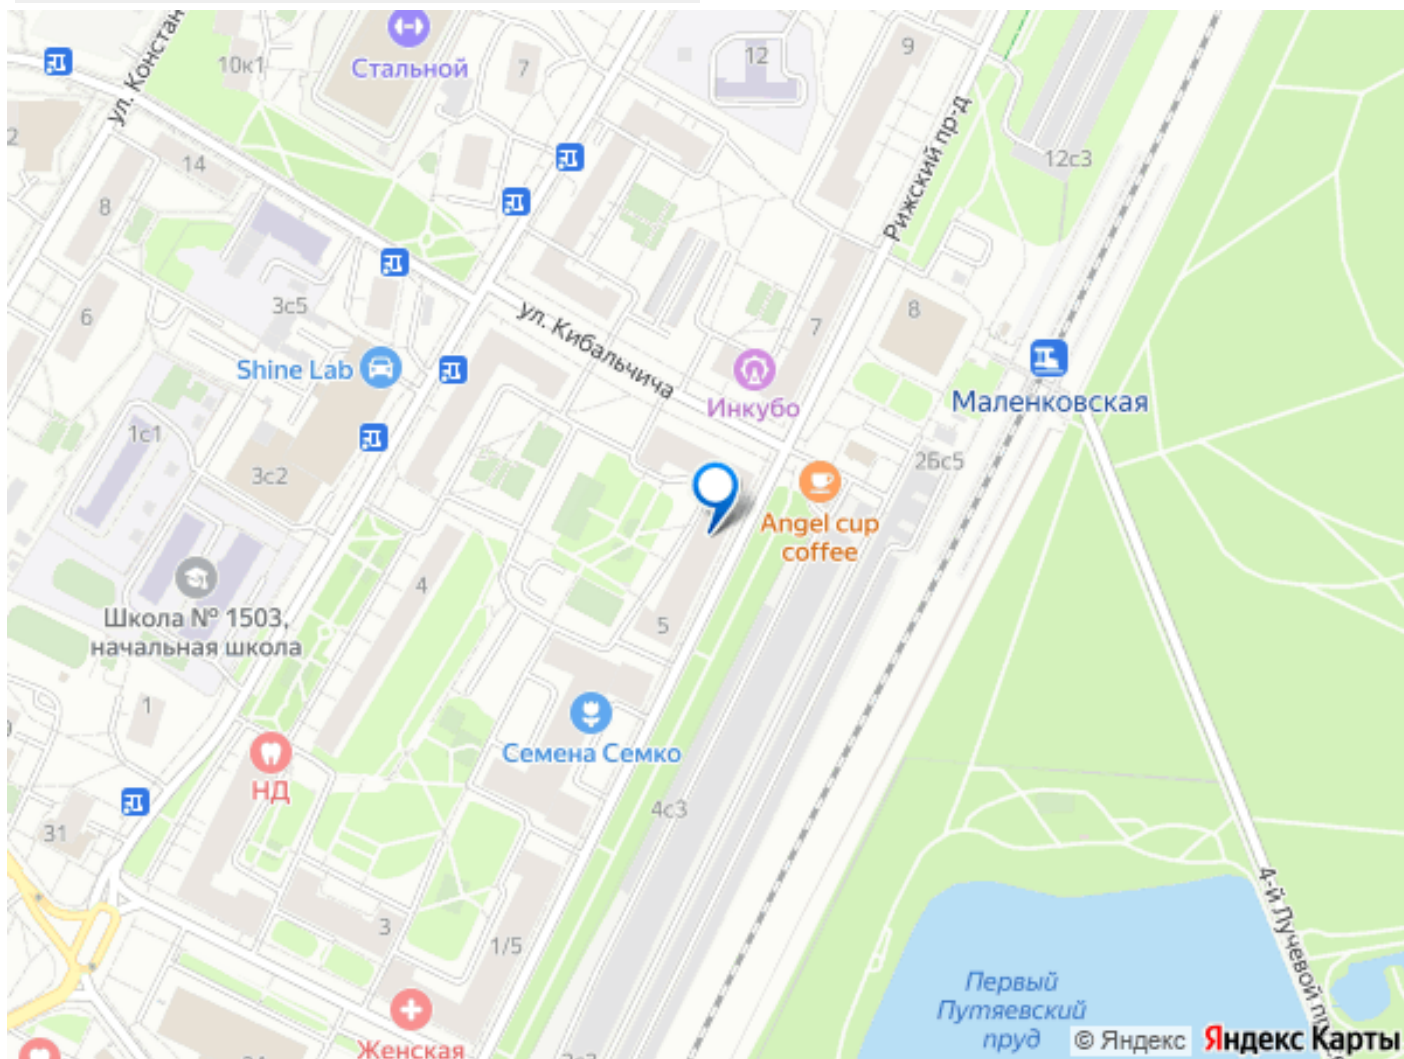 ул. Констан
10к1
Стальной
7
12
9
Рижский пр-д
12с3
2
14
8
3с5
6
ул. Кибальчича
7
8
Shine Lab
Инкубо
Маленковская
1с1
3с2
26с5
Angel cup
coffee
4
Школа № 1503,
начальная школа
5
1
Семена Семко
НД
4с3
31
3
1/5
4-й Лучевой пр
Первый
Путяевский
пруд
Женская
© Яндекс
Яндекс Карты